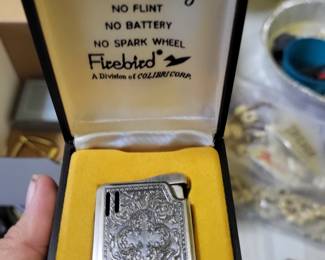 NO FLINT
NO BATTERY
NO SPARK WHEEL
Firebird
A Division of COLIBRI CORP.